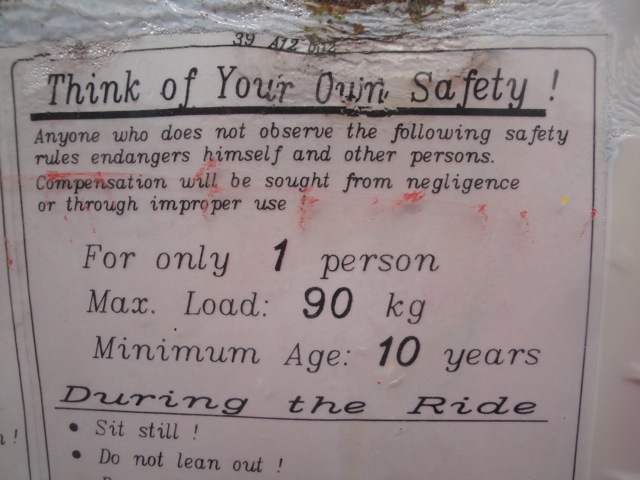 39 A12 004
Think of Your Own Safety !
Anyone who does not observe the following safety
rules endangers himself and other persons.
Compensation will be sought from negligence
or through improper use !
For only 1 person
Max. Load: 90 kg
Minimum Age: 10 years
During the Ride
• Sit still !
• Do not lean out !